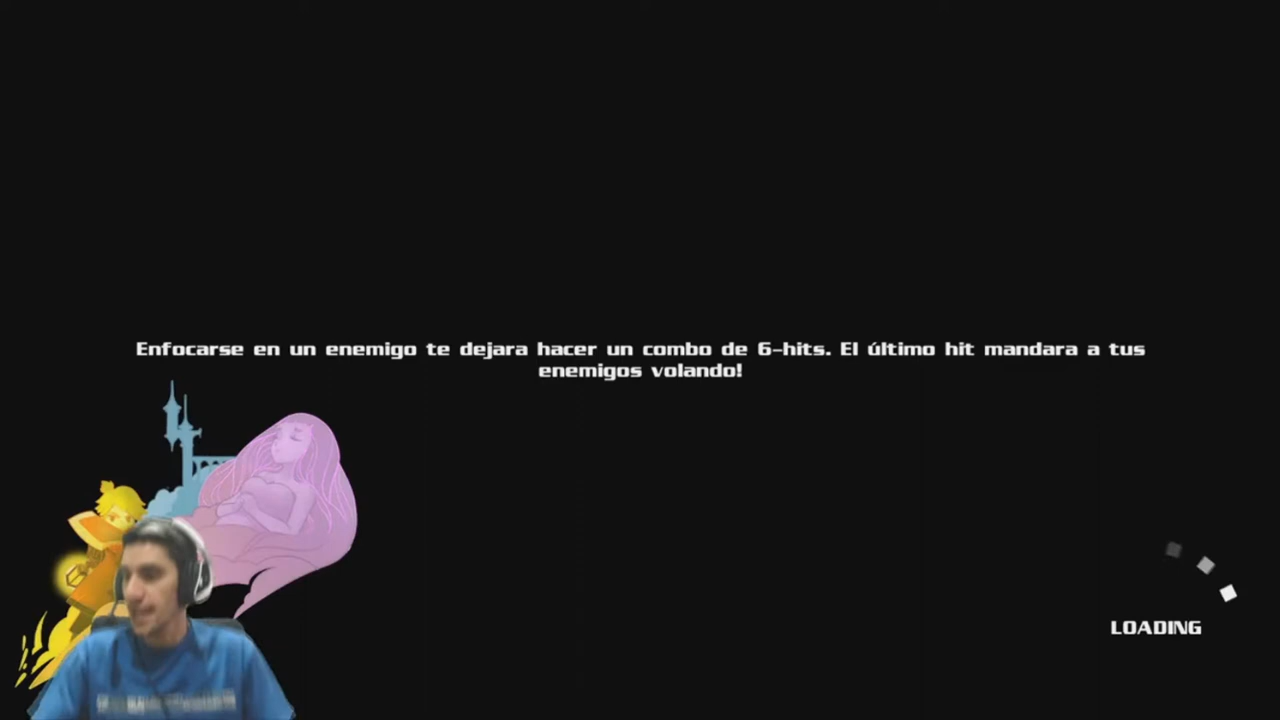 Enfocarse en un enemigo te dejara hacer un combo de 6-hits. El último hit mandara a tus
enemigos volando!
LOADING